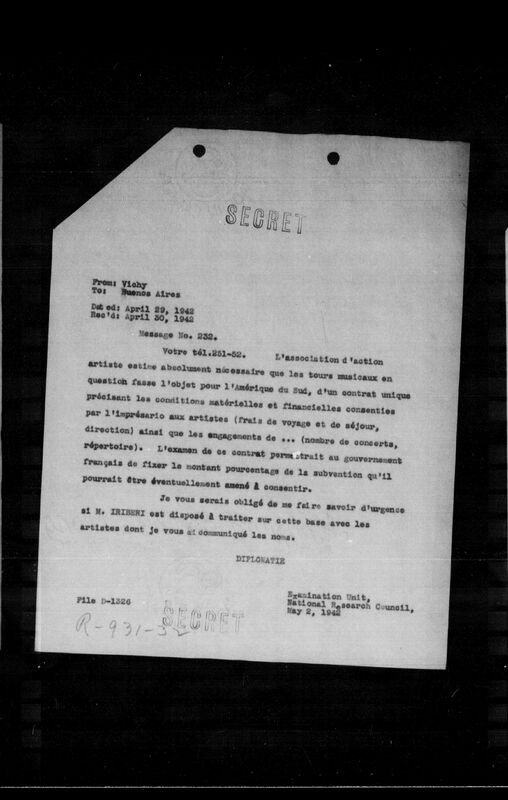 SECRET
From: Vichy
To: Buenos Aires
Dated: April 29, 1942
Rec'd: April 30, 1942
Message No. 232.
Votre tél.251-52. L'association d'action
artiste estime absolument nécessaire que les tours musicaux en
question fasse l'objet pour l'Amérique du Sud, d'un contrat unique
précisant les conditions matérielles et financielles consenties
par l'imprésario aux artistes (frais de voyage et de séjour,
direction) ainsi que les engagements de ... (nombre de concerts,
répertoire). L'examen de ce contrat permettrait au gouvernement
français de fixer le montant pourcentage de la subvention qu'il
pourrait être éventuellement amené à consentir.
Je vous serais obligé de me faire savoir d'urgence
si M. IRIBERI est disposé à traiter sur cette base avec les
artistes dont je vous ai communiqué les noms.
DIPLOMATIE
File D-1326
Examination Unit,
National Research Council,
May 2, 1942
SECRET
R-931-32